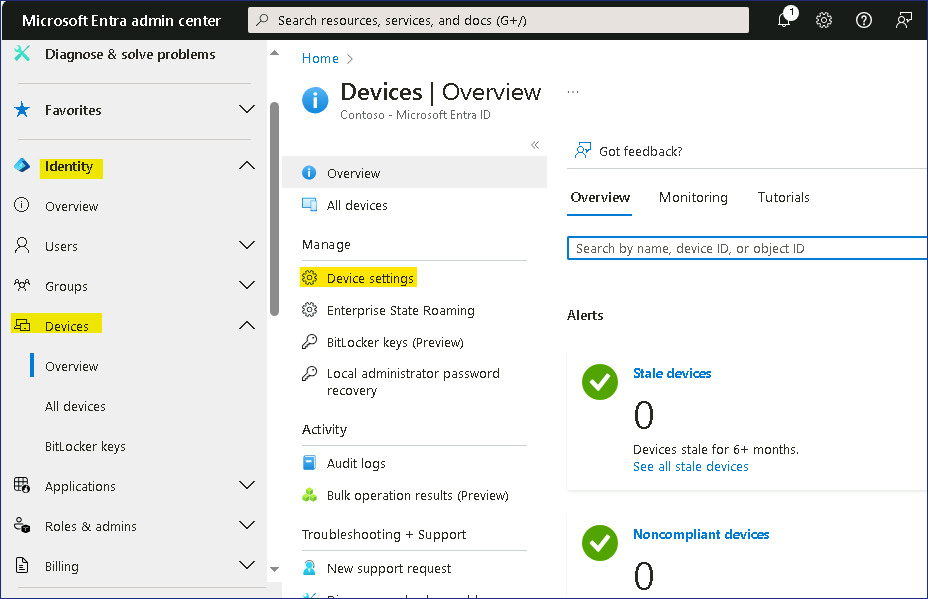 Microsoft Entra admin center
Search resources, services, and docs (G+/)
1
Diagnose & solve problems
Favorites
Identity
Overview
Users
Groups
Devices
Overview
All devices
BitLocker keys
Applications
Roles & admins
Billing
Home
Devices | Overview
Contoso - Microsoft Entra ID
Overview
All devices
Manage
Device settings
Enterprise State Roaming
BitLocker keys (Preview)
Local administrator password
recovery
Activity
Audit logs
Bulk operation results (Preview)
Troubleshooting + Support
New support request
Got feedback?
Overview
Monitoring
Tutorials
Search by name, device ID, or object ID
Alerts
Stale devices
0
Devices stale for 6+ months.
See all stale devices
Noncompliant devices
0